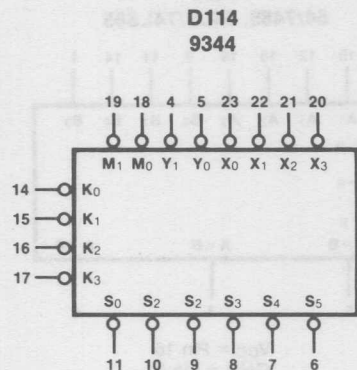 D114
9344
19 18 4 5 23 22 21 20
M1 M0 Y1 Y0 X0 X1 X2 X3
14 K0
15 K1
16 K2
17 K3
S0 S2 S2 S3 S4 S5
11 10 9 8 7 6